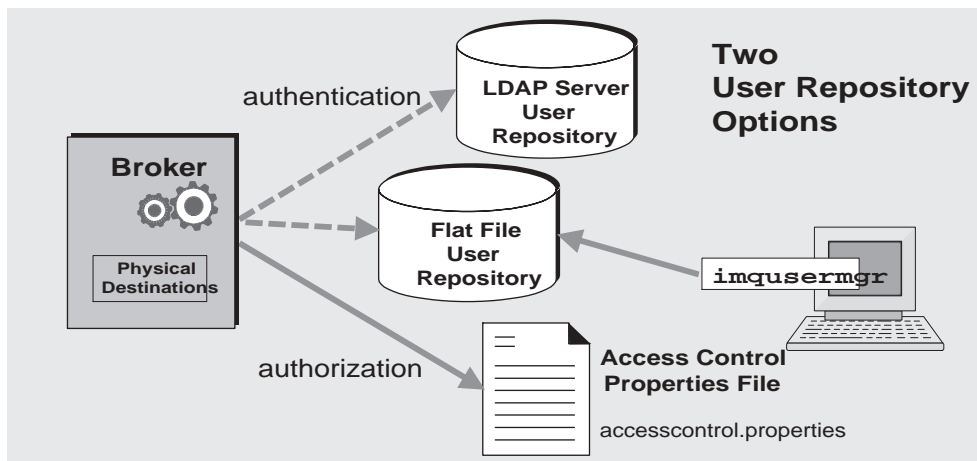 Two
User Repository
Options
authentication
LDAP Server
User
Repository
Broker
Physical
Destinations
Flat File
User
Repository
imqusermgr
authorization
Access Control
Properties File
accesscontrol.properties